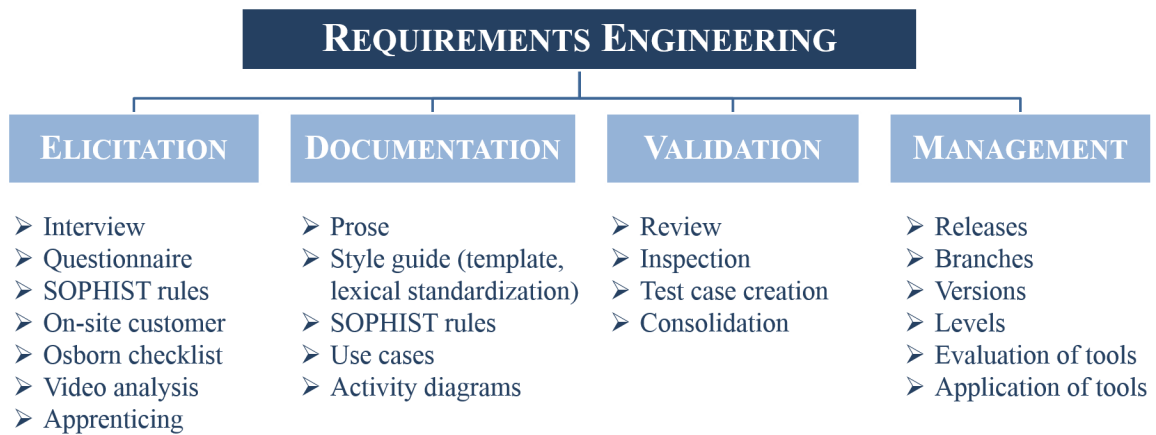 REQUIREMENTS ENGINEERING
ELICITATION
➢ Interview
➢ Questionnaire
➢ SOPHIST rules
➢ On-site customer
➢ Osborn checklist
➢ Video analysis
➢ Apprenticing
DOCUMENTATION
➢ Prose
➢ Style guide (template,
lexical standardization)
➢ SOPHIST rules
➢ Use cases
➢ Activity diagrams
VALIDATION
➢ Review
➢ Inspection
➢ Test case creation
➢ Consolidation
MANAGEMENT
➢ Releases
➢ Branches
➢ Versions
➢ Levels
➢ Evaluation of tools
➢ Application of tools